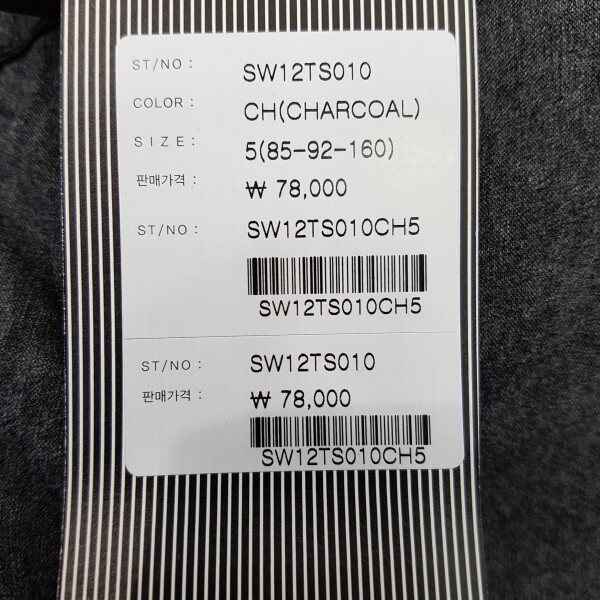 ST/NO : SW12TS010
COLOR : CH(CHARCOAL)
S I Z E : 5(85-92-160)
판매가격 : ₩ 78,000
ST/NO : SW12TS010CH5
SW12TS010CH5
ST/NO : SW12TS010
판매가격 : ₩ 78,000
SW12TS010CH5